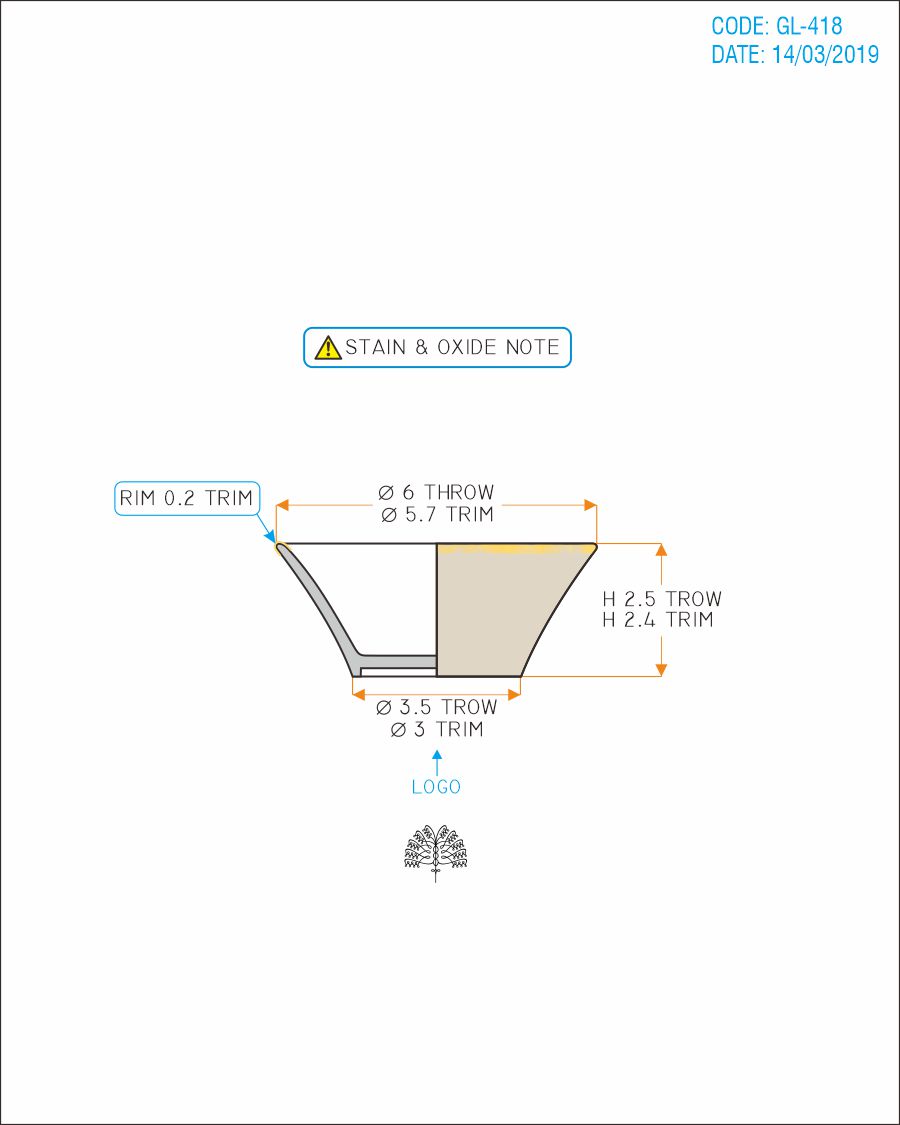 CODE: GL-418
DATE: 14/03/2019
STAIN & OXIDE NOTE
RIM 0.2 TRIM
Ø 6 THROW
Ø 5.7 TRIM
H 2.5 TROW
H 2.4 TRIM
Ø 3.5 TROW
Ø 3 TRIM
LOGO